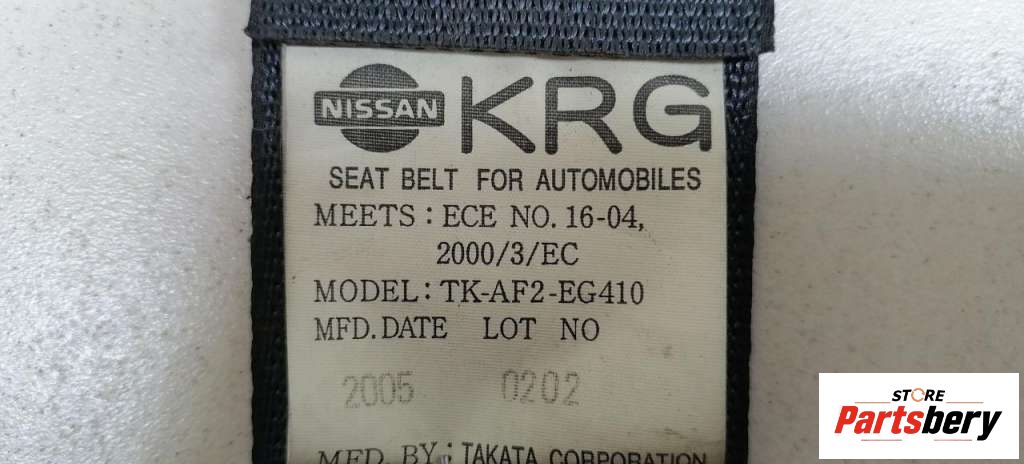 NISSAN KRG
SEAT BELT FOR AUTOMOBILES
MEETS : ECE NO. 16-04,
2000/3/EC
MODEL: TK-AF2-EG410
MFD. DATE LOT NO
2005 0202
MFD. BY: TAKATA CORPORATION
STORE
Partsbery